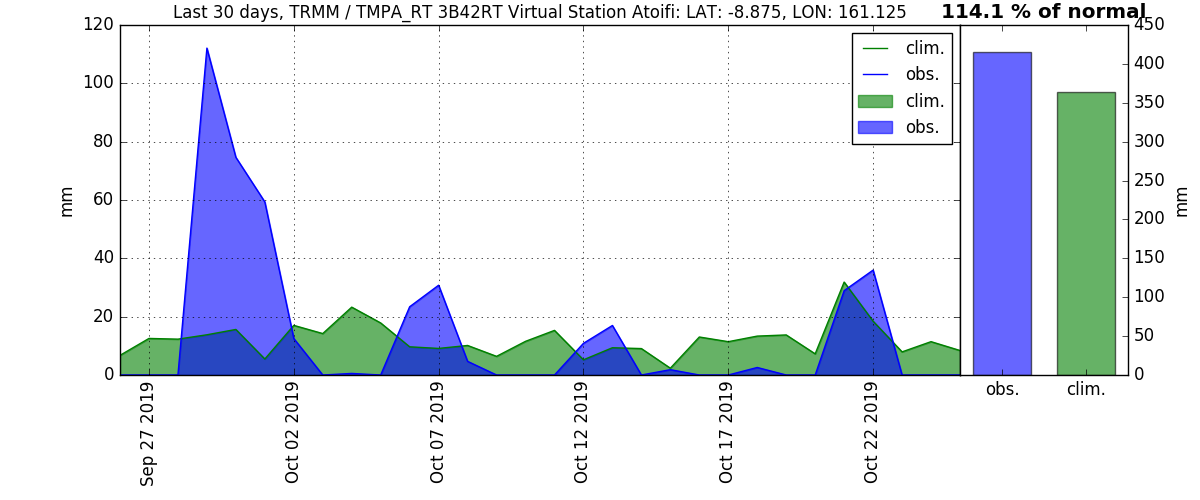 Last 30 days, TRMM / TMPA_RT 3B42RT Virtual Station Atoifi: LAT: -8.875, LON: 161.125
114.1 % of normal
120
100
80
60
40
20
0
mm
clim.
obs.
clim.
obs.
Sep 27 2019
Oct 02 2019
Oct 07 2019
Oct 12 2019
Oct 17 2019
Oct 22 2019
450
400
350
300
250
200
150
100
50
0
mm
obs.
clim.